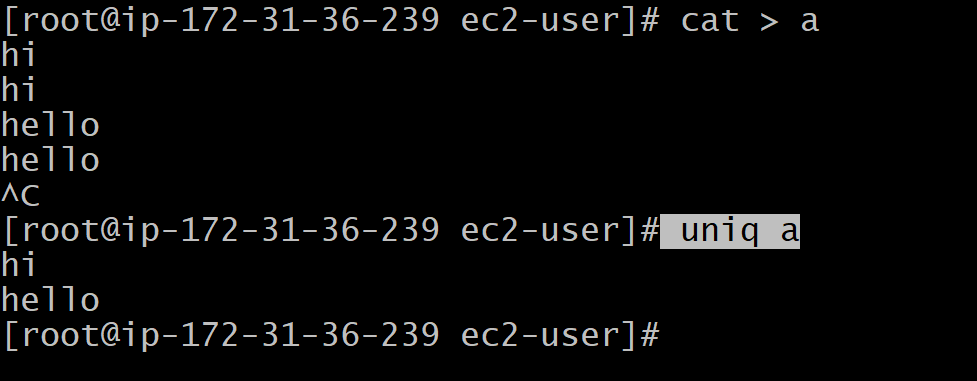 [root@ip-172-31-36-239 ec2-user]# cat > a
hi
hi
hello
hello
^C
[root@ip-172-31-36-239 ec2-user]# uniq a
hi
hello
[root@ip-172-31-36-239 ec2-user]#